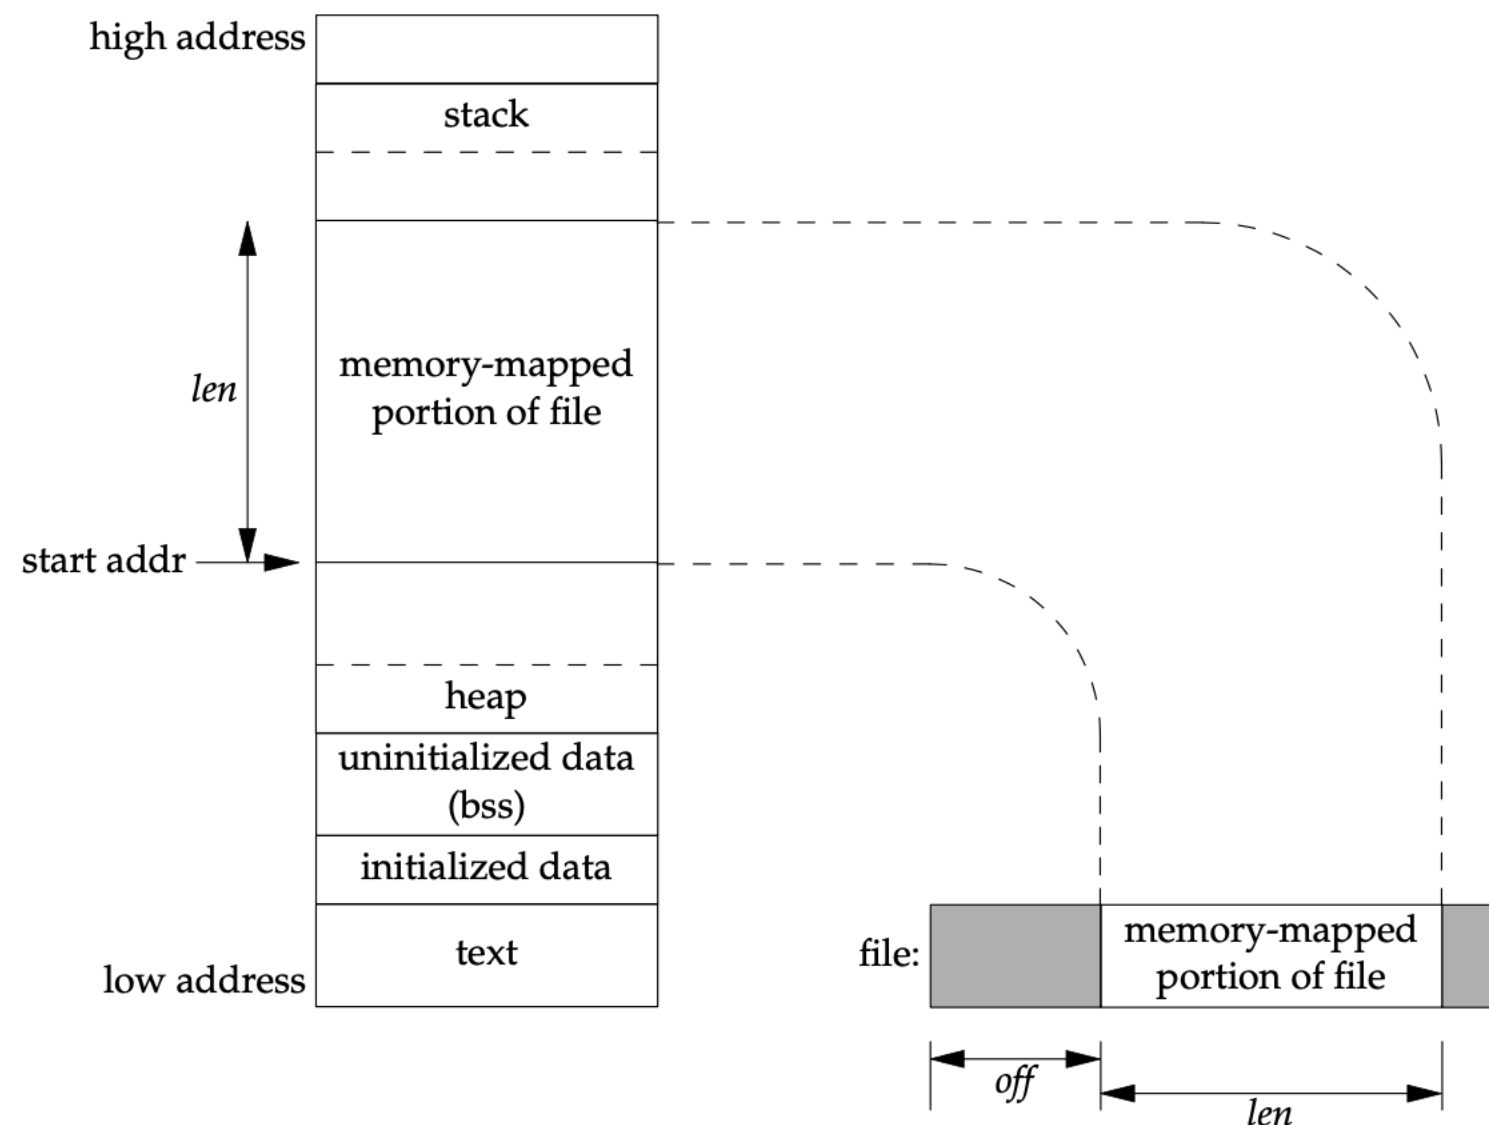 high address
stack
memory-mapped
portion of file
len
start addr
heap
uninitialized data
(bss)
initialized data
text
low address
file:
memory-mapped
portion of file
off
len